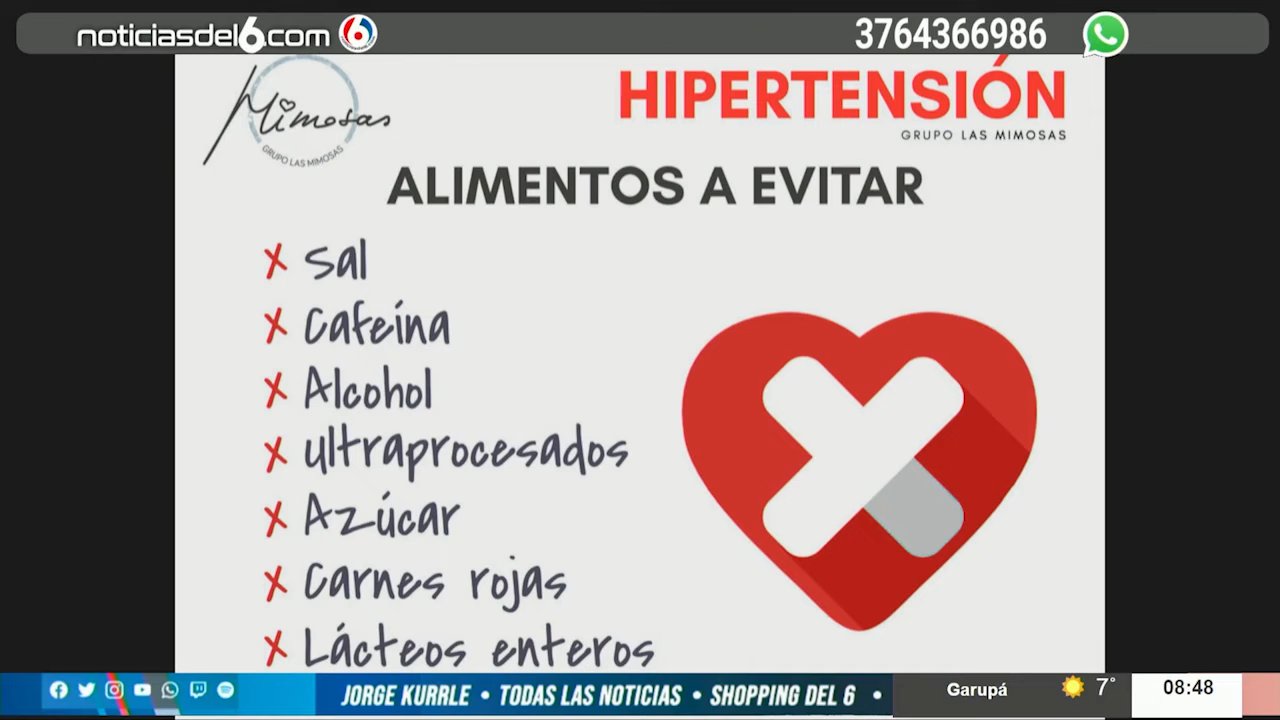 noticiasdel6.com
6
3764366986
Mimosas
GRUPO LAS MIMOSAS
HIPERTENSIÓN
GRUPO LAS MIMOSAS
ALIMENTOS A EVITAR
X Sal
X Cafeína
X Alcohol
X Ultraprocesados
X Azúcar
X Carnes rojas
X Lácteos enteros
JORGE KURRLE • TODAS LAS NOTICIAS • SHOPPING DEL 6 •
Garupá 7° 08:48